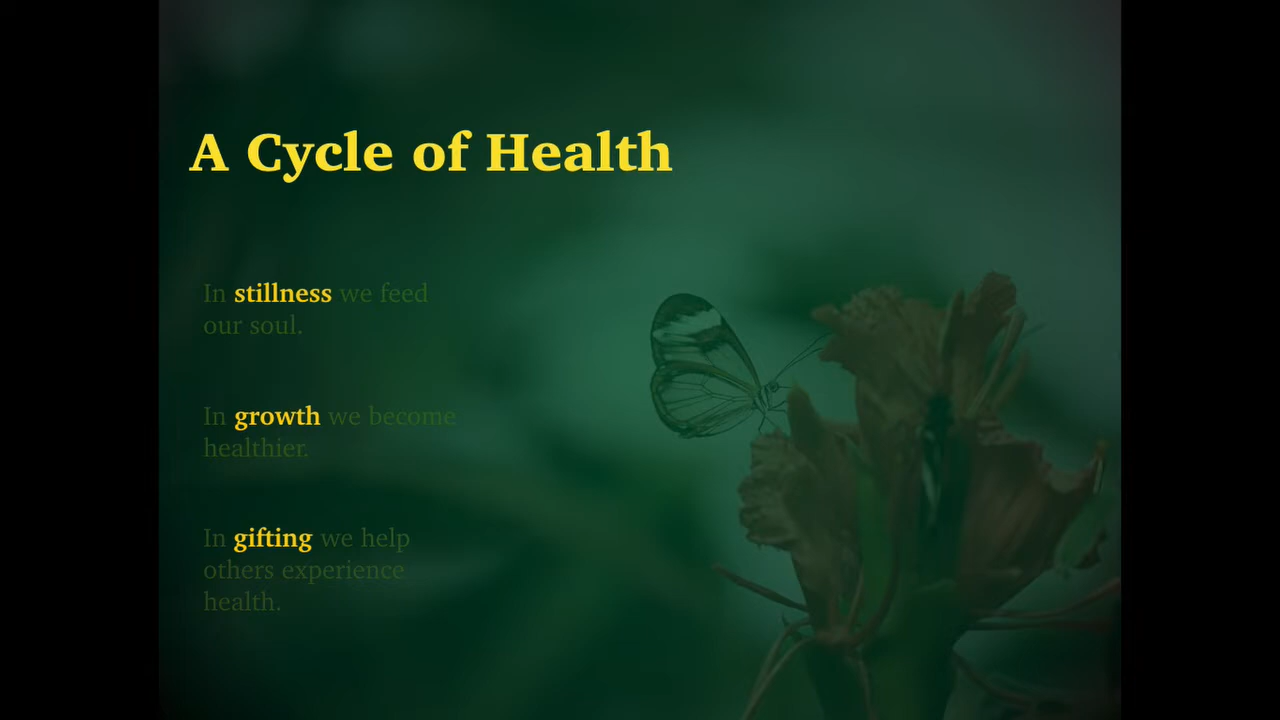 A Cycle of Health
In stillness we feed
our soul.
In growth we become
healthier.
In gifting we help
others experience
health.